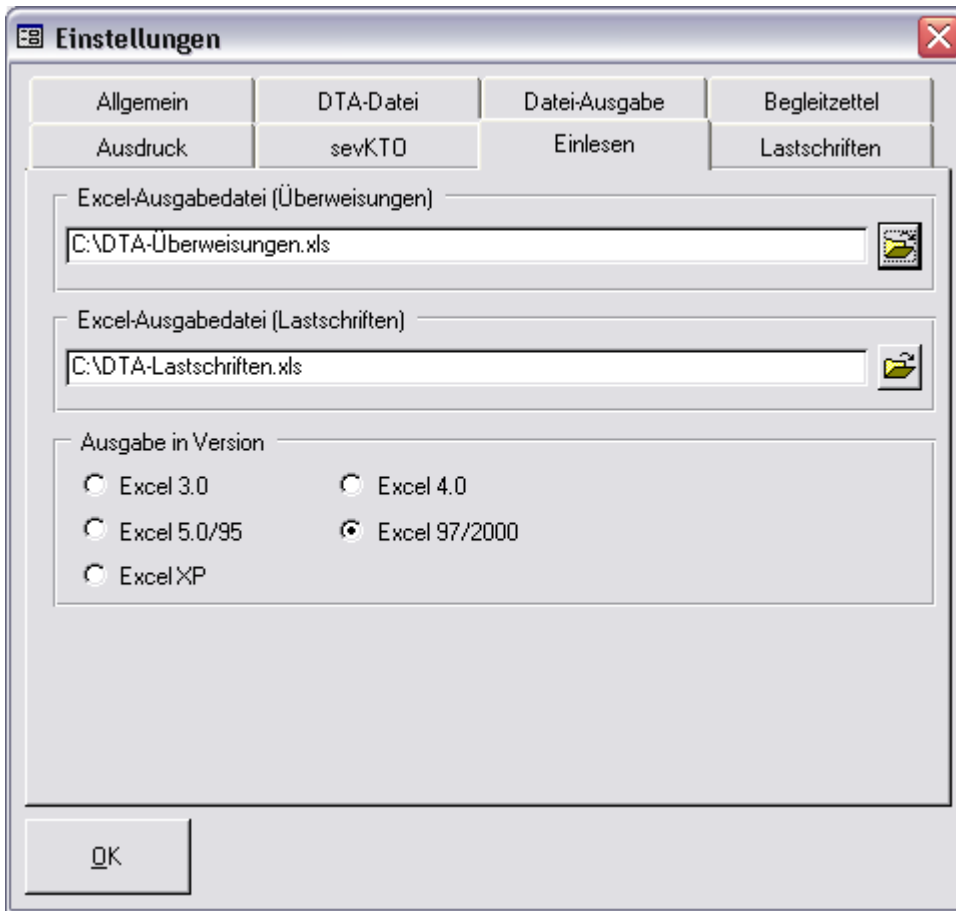 Einstellungen
Allgemein DTA-Datei Datei-Ausgabe Begleitzettel
Ausdruck sevKTO Einlesen Lastschriften
Excel-Ausgabedatei (Überweisungen)
C:\DTA-Überweisungen.xls
Excel-Ausgabedatei (Lastschriften)
C:\DTA-Lastschriften.xls
Ausgabe in Version
Excel 3.0 Excel 4.0
Excel 5.0/95 Excel 97/2000
Excel XP
OK